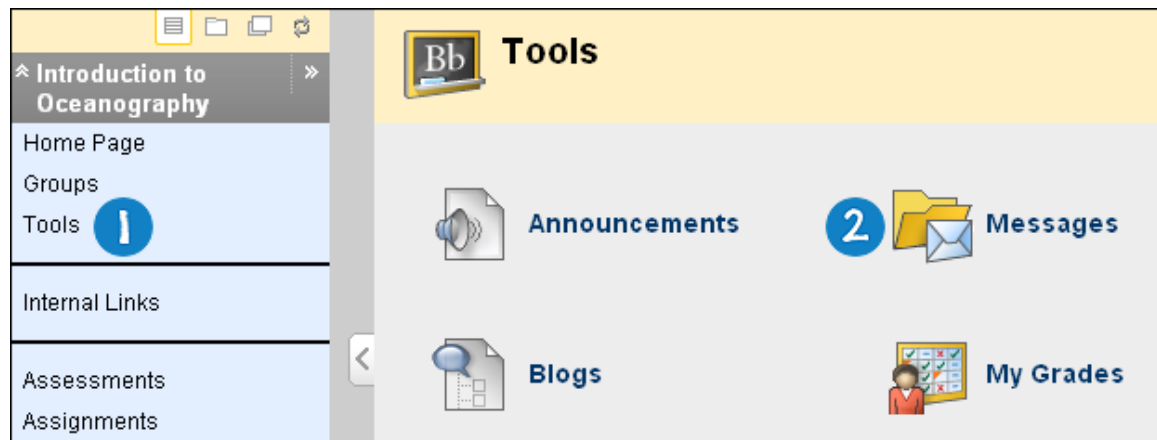 Introduction to
Oceanography
Home Page
Groups
Tools 1
Internal Links
Assessments
Assignments
Bb Tools
Announcements
2 Messages
Blogs
My Grades